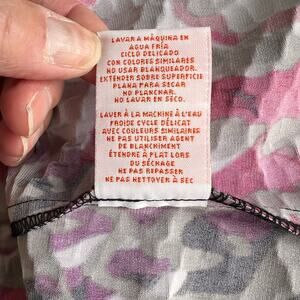 LAVAR A MÁQUINA EN
AGUA FRÍA
CICLO DELICADO
CON COLORES SIMILARES
NO USAR BLANQUEADOR.
EXTENDER SOBRE SUPERFICIE
PLANA PARA SECAR
NO PLANCHAR.
NO LAVAR EN SECO.
LAVER À LA MACHINE À L'EAU
FROIDE CYCLE DÉLICAT
AVEC COULEURS SIMILAIRES
NE PAS UTILISER AGENT
DE BLANCHIMENT
ÉTENDRE À PLAT LORS
DU SÉCHAGE
NE PAS REPASSER
NE PAS NETTOYER À SEC